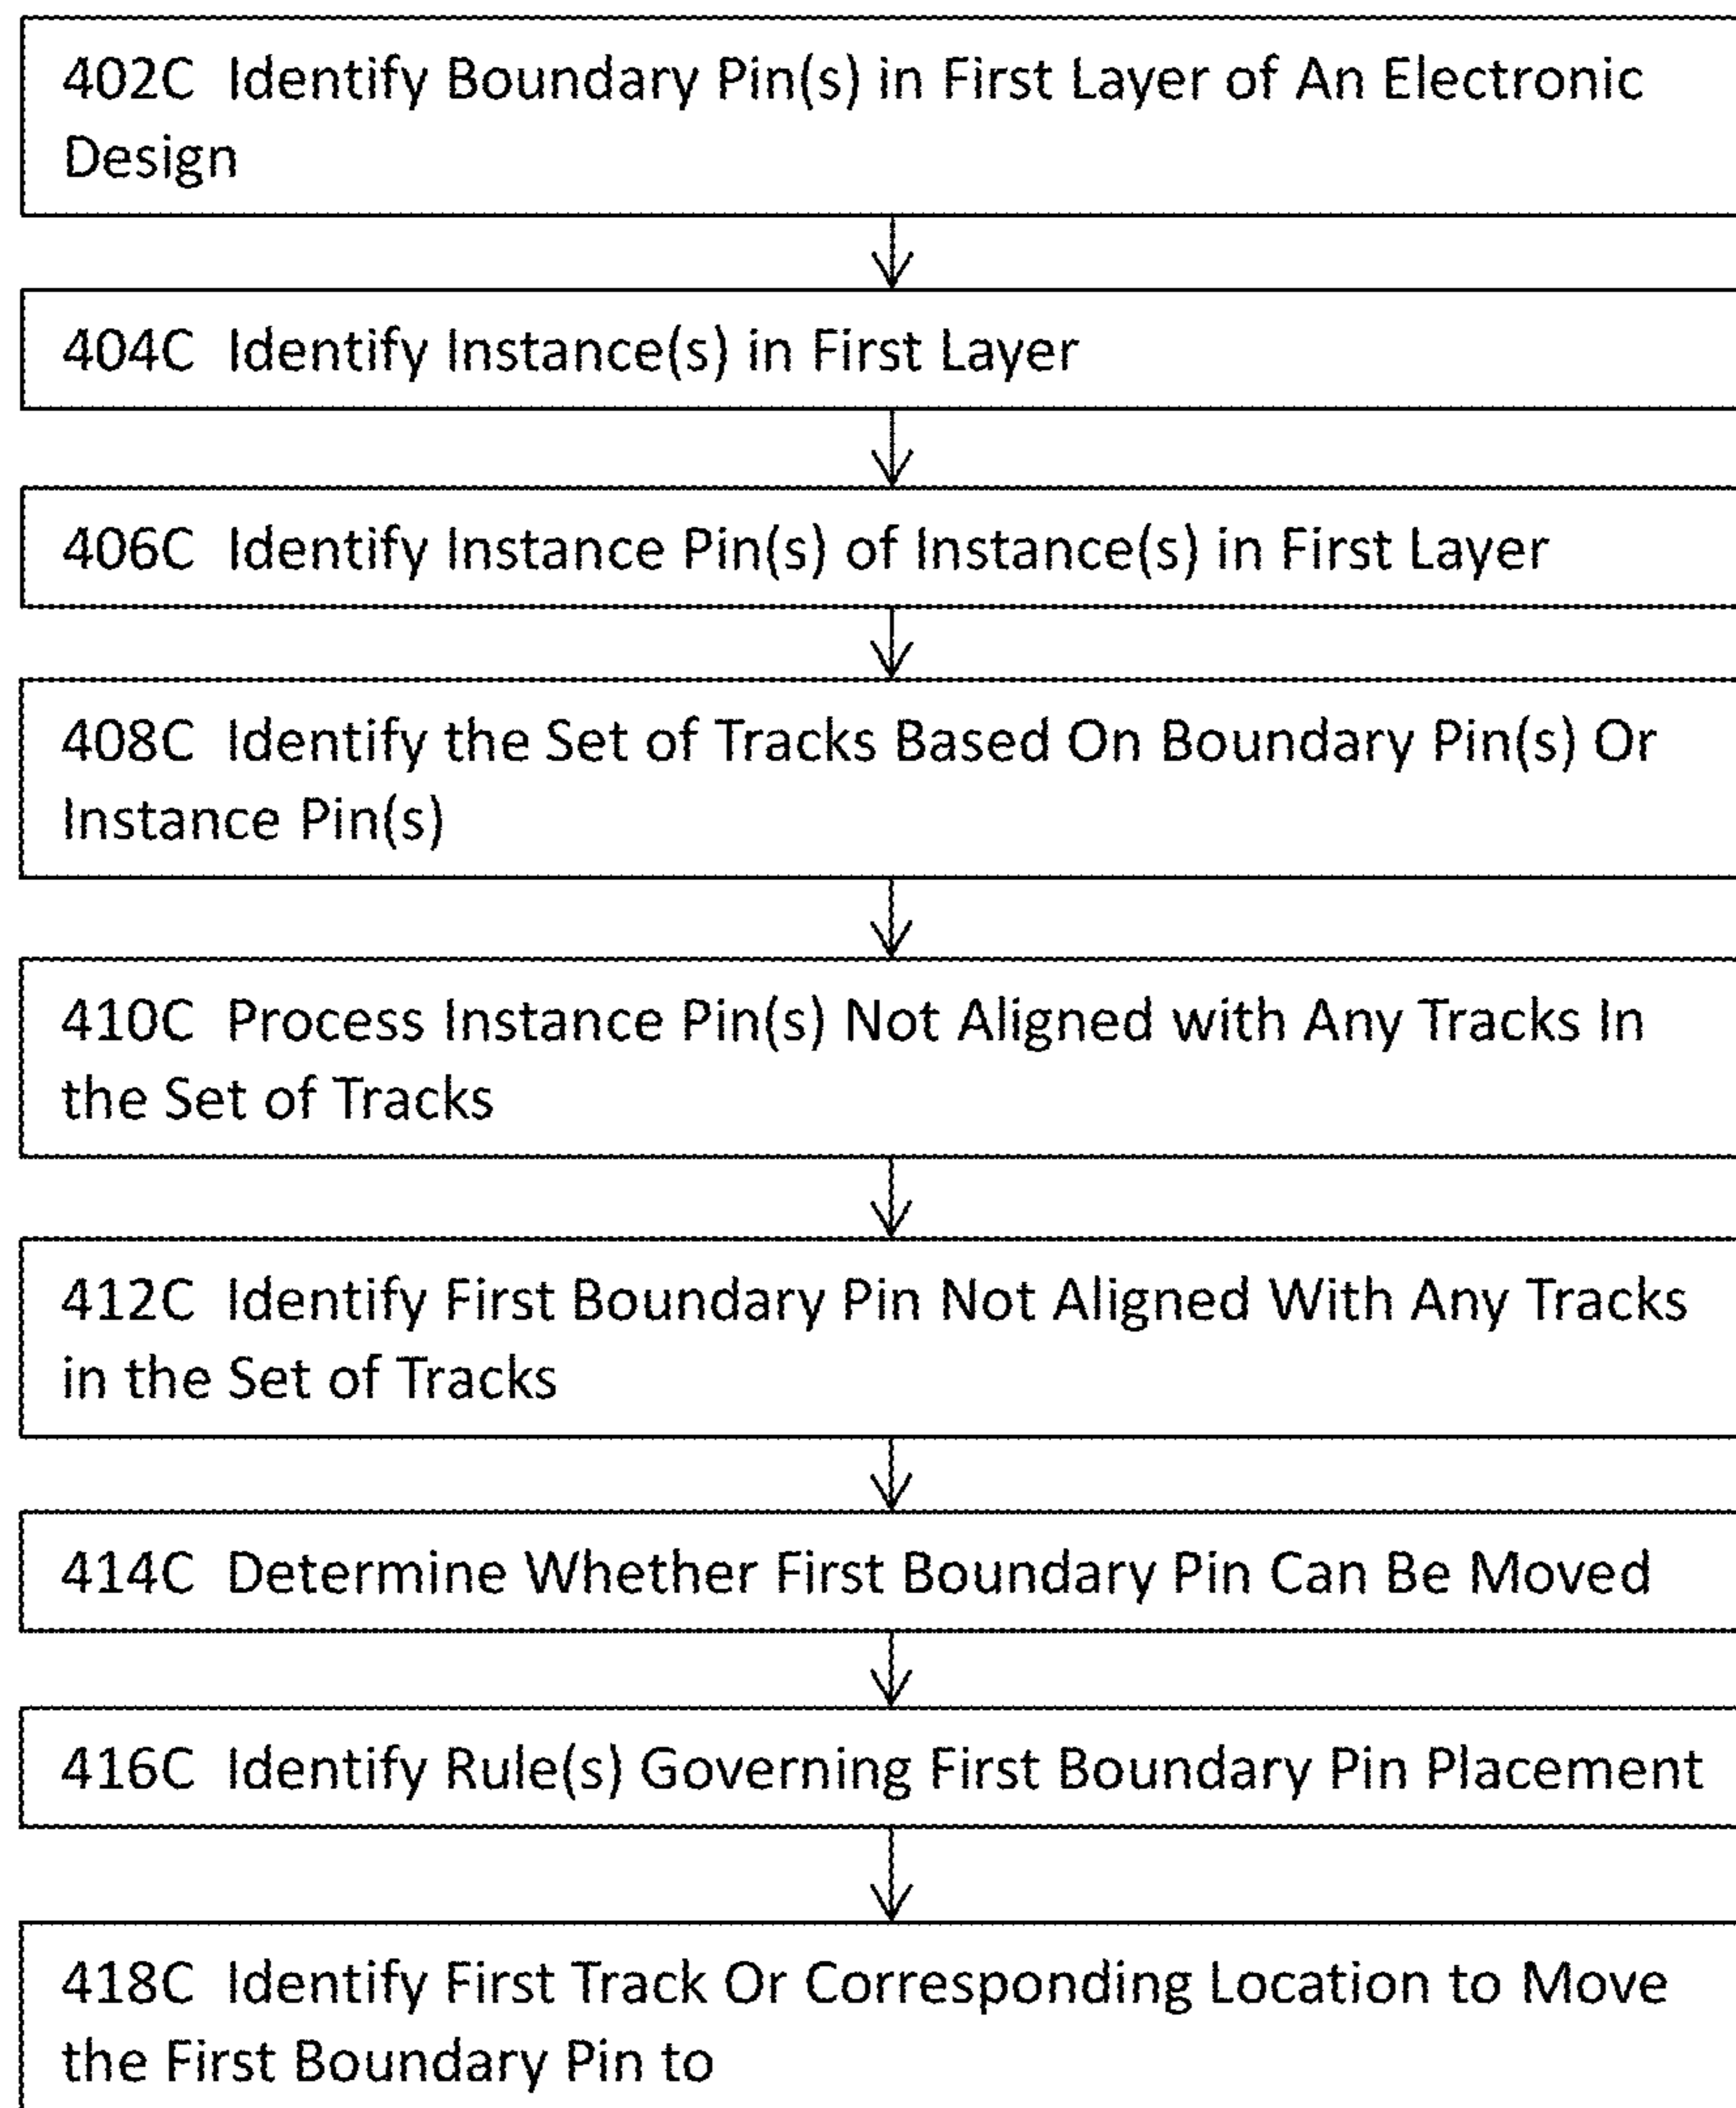 402C Identify Boundary Pin(s) in First Layer of An Electronic
Design
404C Identify Instance(s) in First Layer
406C Identify Instance Pin(s) of Instance(s) in First Layer
408C Identify the Set of Tracks Based On Boundary Pin(s) Or
Instance Pin(s)
410C Process Instance Pin(s) Not Aligned with Any Tracks In
the Set of Tracks
412C Identify First Boundary Pin Not Aligned With Any Tracks
in the Set of Tracks
414C Determine Whether First Boundary Pin Can Be Moved
416C Identify Rule(s) Governing First Boundary Pin Placement
418C Identify First Track Or Corresponding Location to Move
the First Boundary Pin to